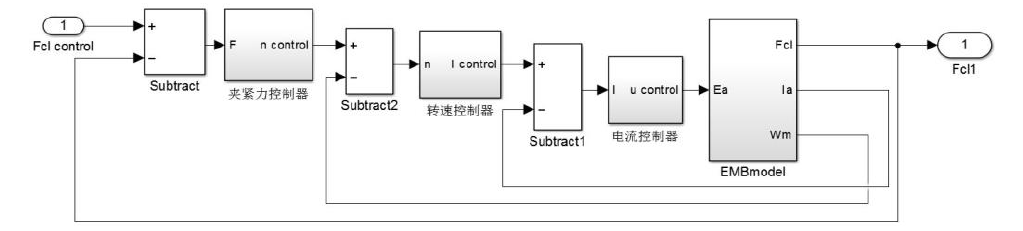 1
Fcl control
+
−
Subtract
F n control
夹紧力控制器
+
−
Subtract2
n I control
转速控制器
+
−
Subtract1
I u control
电流控制器
Ea
Fcl
Ia
Wm
EMBmodel
1
Fcl1